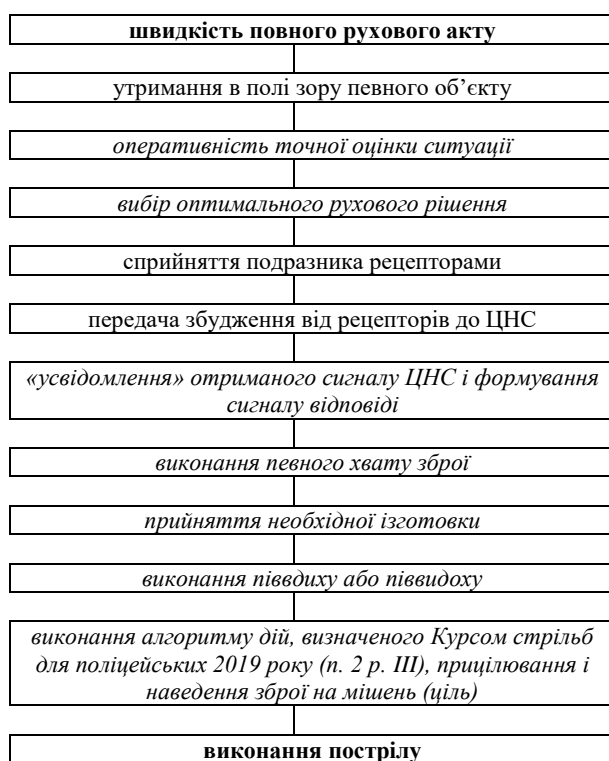 швидкість повного рухового акту
утримання в полі зору певного об’єкту
оперативність точної оцінки ситуації
вибір оптимального рухового рішення
сприйняття подразника рецепторами
передача збудження від рецепторів до ЦНС
«усвідомлення» отриманого сигналу ЦНС і формування
сигналу відповіді
виконання певного хвату зброї
прийняття необхідної ізготовки
виконання піввдиху або піввидоху
виконання алгоритму дій, визначеного Курсом стрільб
для поліцейських 2019 року (п. 2 р. ІІІ), прицілювання і
наведення зброї на мішень (ціль)
виконання пострілу